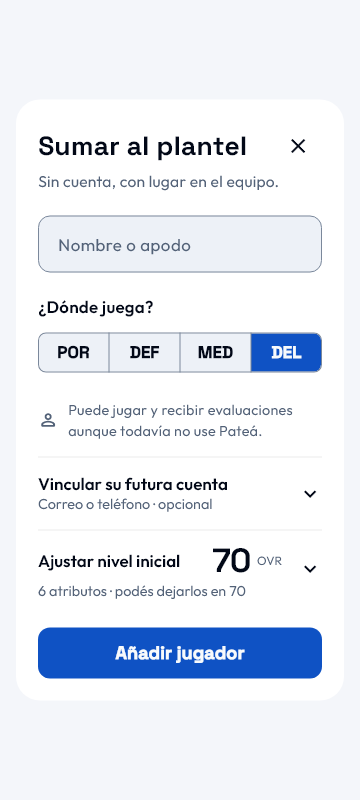 Sumar al plantel
Sin cuenta, con lugar en el equipo.
Nombre o apodo
¿Dónde juega?
POR DEF MED DEL
Puede jugar y recibir evaluaciones
aunque todavía no use Pateá.
Vincular su futura cuenta
Correo o teléfono · opcional
Ajustar nivel inicial 70 OVR
6 atributos · podés dejarlos en 70
Añadir jugador